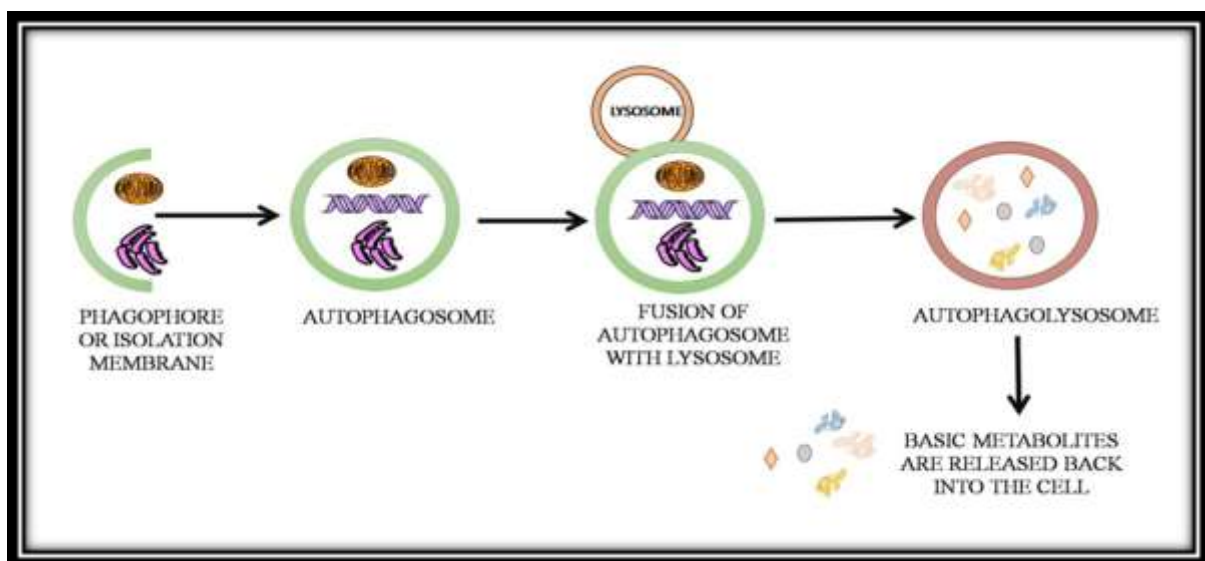 LYSOSOME
PHAGOPHORE
OR ISOLATION
MEMBRANE
AUTOPHAGOSOME
FUSION OF
AUTOPHAGOSOME
WITH LYSOSOME
AUTOPHAGOLYSOSOME
BASIC METABOLITES
ARE RELEASED BACK
INTO THE CELL